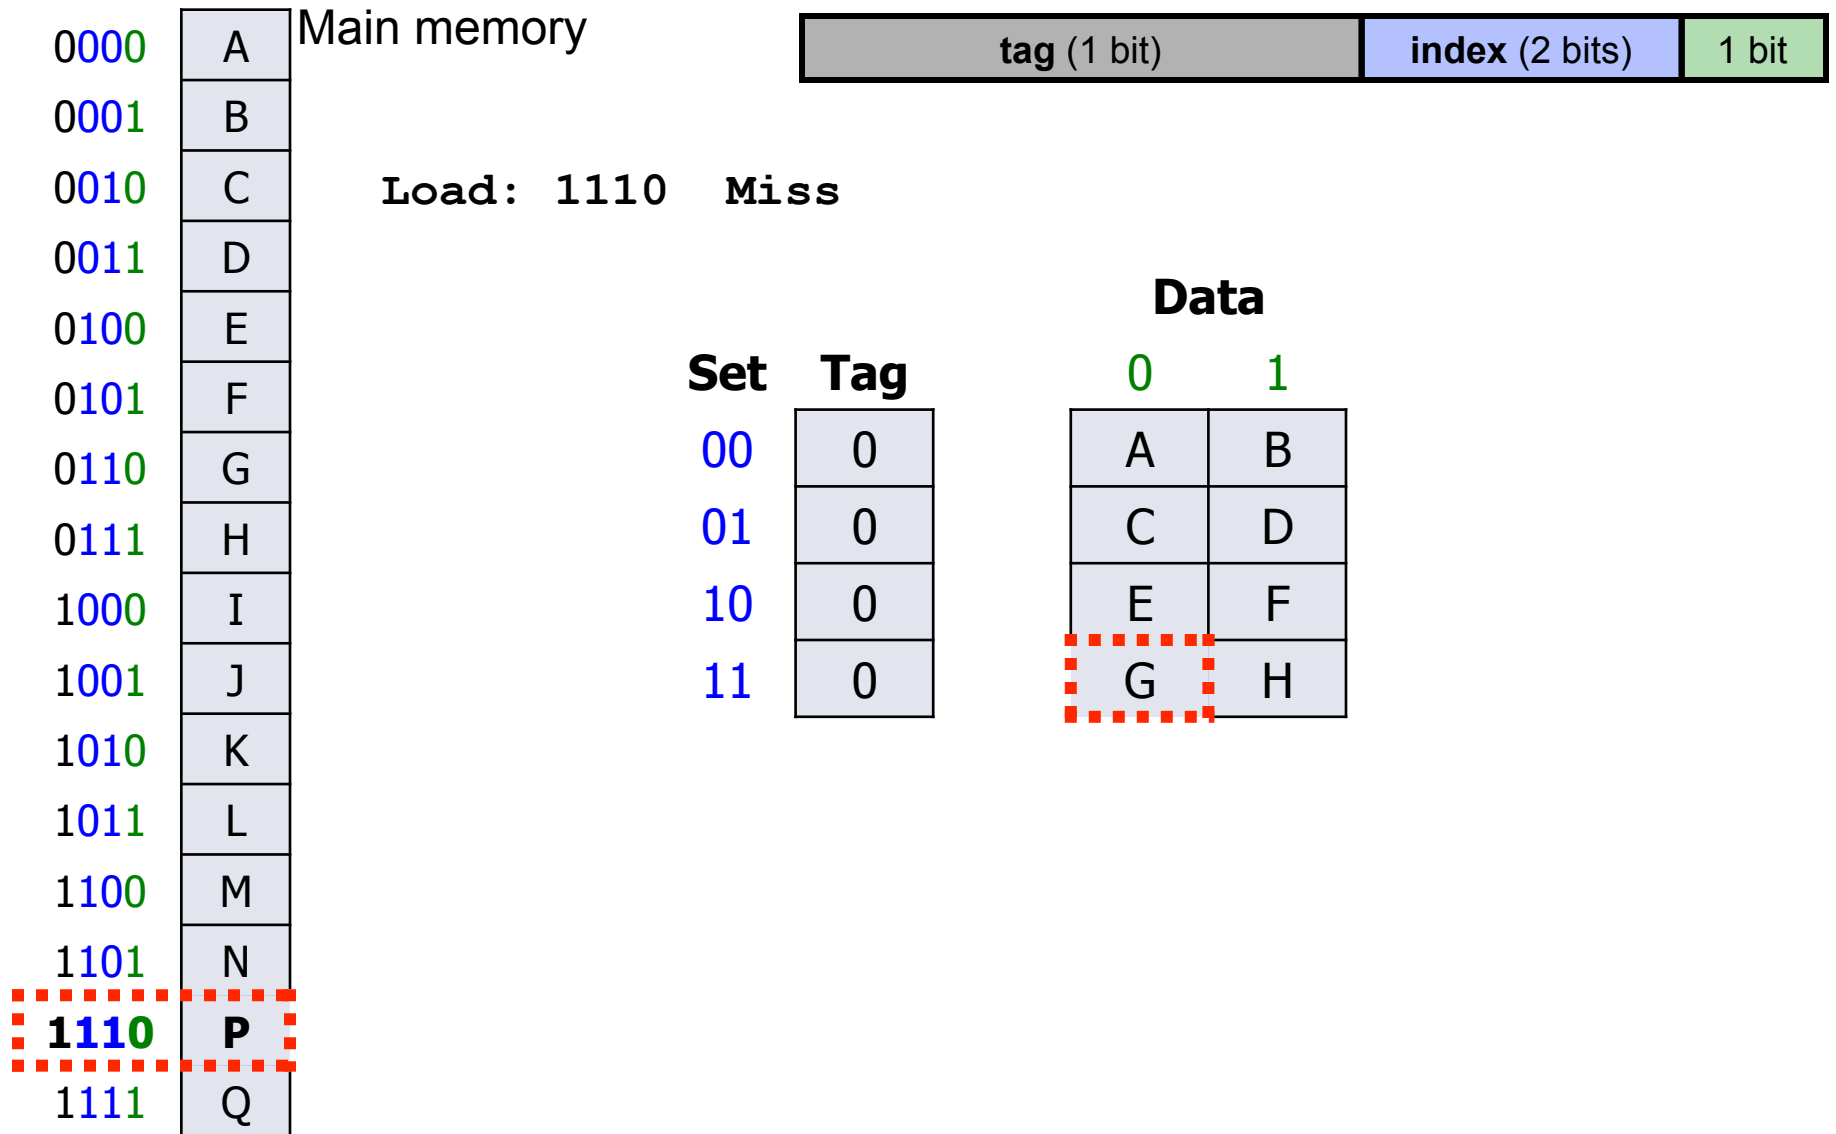 Main memory
tag (1 bit) index (2 bits) 1 bit
0000 A
0001 B
0010 C
0011 D
0100 E
0101 F
0110 G
0111 H
1000 I
1001 J
1010 K
1011 L
1100 M
1101 N
1110 P
1111 Q
Load: 1110 Miss
Data
Set Tag 0 1
00 0 A B
01 0 C D
10 0 E F
11 0 G H